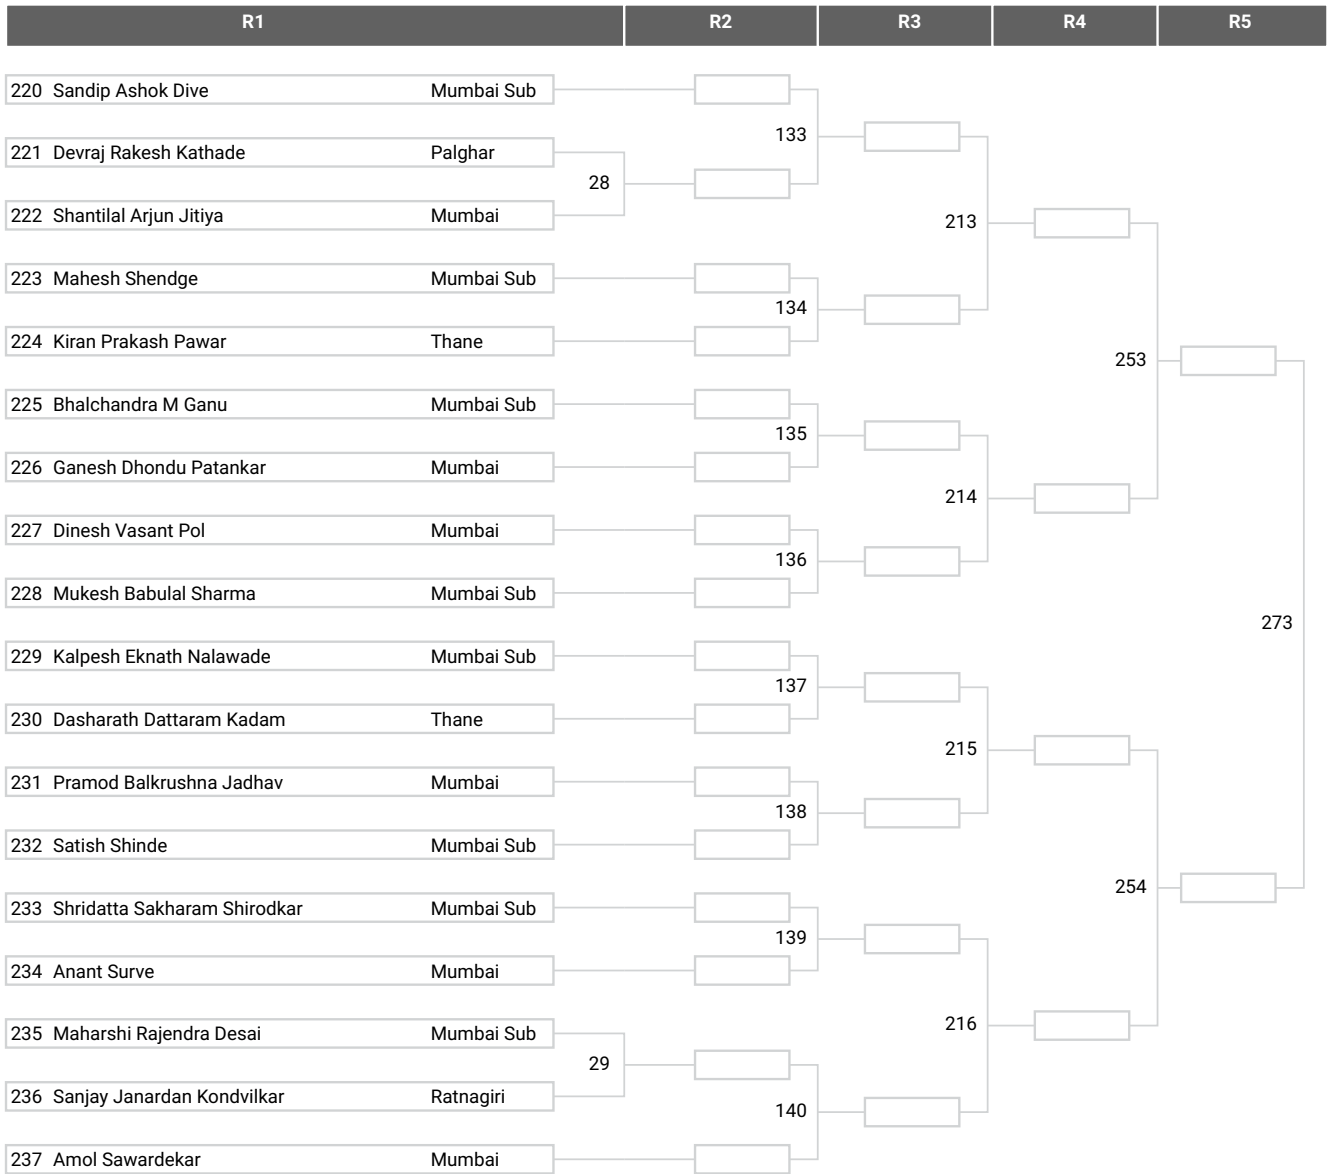 R1 R2 R3 R4 R5
220 Sandip Ashok Dive Mumbai Sub
133
221 Devraj Rakesh Kathade Palghar
28
222 Shantilal Arjun Jitiya Mumbai
213
223 Mahesh Shendge Mumbai Sub
134
224 Kiran Prakash Pawar Thane
253
225 Bhalchandra M Ganu Mumbai Sub
135
226 Ganesh Dhondu Patankar Mumbai
214
227 Dinesh Vasant Pol Mumbai
136
228 Mukesh Babulal Sharma Mumbai Sub
273
229 Kalpesh Eknath Nalawade Mumbai Sub
137
230 Dasharath Dattaram Kadam Thane
215
231 Pramod Balkrushna Jadhav Mumbai
138
232 Satish Shinde Mumbai Sub
254
233 Shridatta Sakharam Shirodkar Mumbai Sub
139
234 Anant Surve Mumbai
216
235 Maharshi Rajendra Desai Mumbai Sub
29
236 Sanjay Janardan Kondvilkar Ratnagiri
140
237 Amol Sawardekar Mumbai